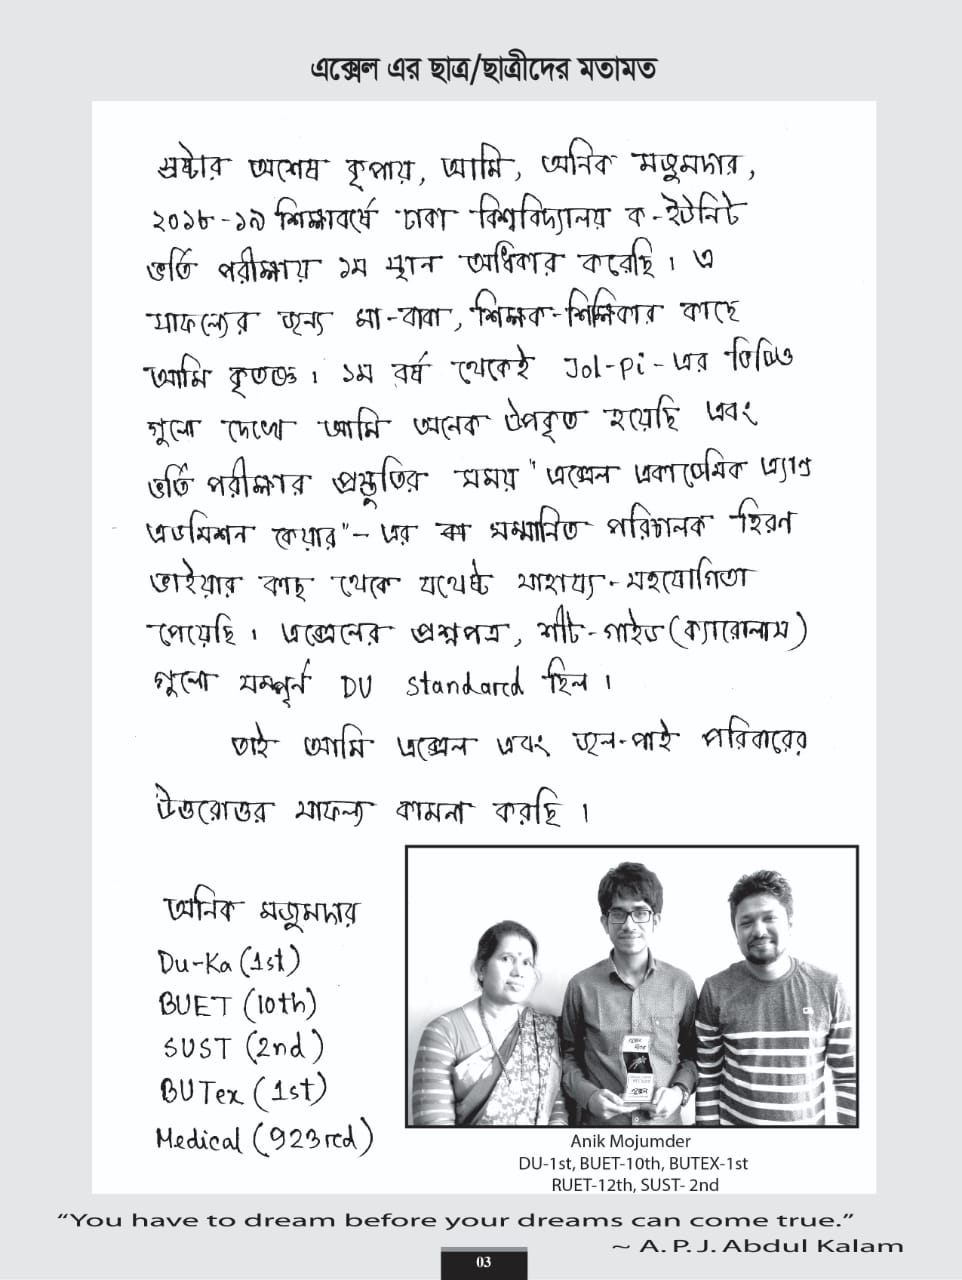 এক্সেল এর ছাত্র/ছাত্রীদের মতামত
স্রষ্টার অশেষ কৃপায়, আমি, অনিক মজুমদার,
২০১৮-১৯ শিক্ষাবর্ষে ঢাকা বিশ্ববিদ্যালয় ক-ইউনিট
ভর্তি পরীক্ষায় ১ম স্থান অধিকার করেছি। এ
সাফল্যের জন্য মা-বাবা, শিক্ষক-শিক্ষিকার কাছে
আমি কৃতজ্ঞ। ১ম বর্ষ থেকেই Jol-Pi-এর ভিডিও
গুলো দেখে আমি অনেক উপকৃত হয়েছি এবং
ভর্তি পরীক্ষার প্রস্তুতির সময় "এক্সেল একাডেমিক এ্যান্ড
এডমিশন কেয়ার"-এর সম্মানিত পরিচালক হিরণ
ভাইয়ার কাছ থেকে যথেষ্ট সাহায্য-সহযোগিতা
পেয়েছি। এক্সেলের প্রশ্নপত্র, শীট-গাইড (ক্যারোলাস)
গুলো সম্পূর্ন DU standard ছিল।
তাই আমি এক্সেল এবং জল-পাই পরিবারের
উত্তরোত্তর সাফল্য কামনা করছি।
অনিক মজুমদার
Du-Ka (1st)
BUET (10th)
SUST (2nd)
BUTex (1st)
Medical (923rd)
Anik Mojumder
DU-1st, BUET-10th, BUTEX-1st
RUET-12th, SUST- 2nd
“You have to dream before your dreams can come true.”
~ A. P. J. Abdul Kalam
03